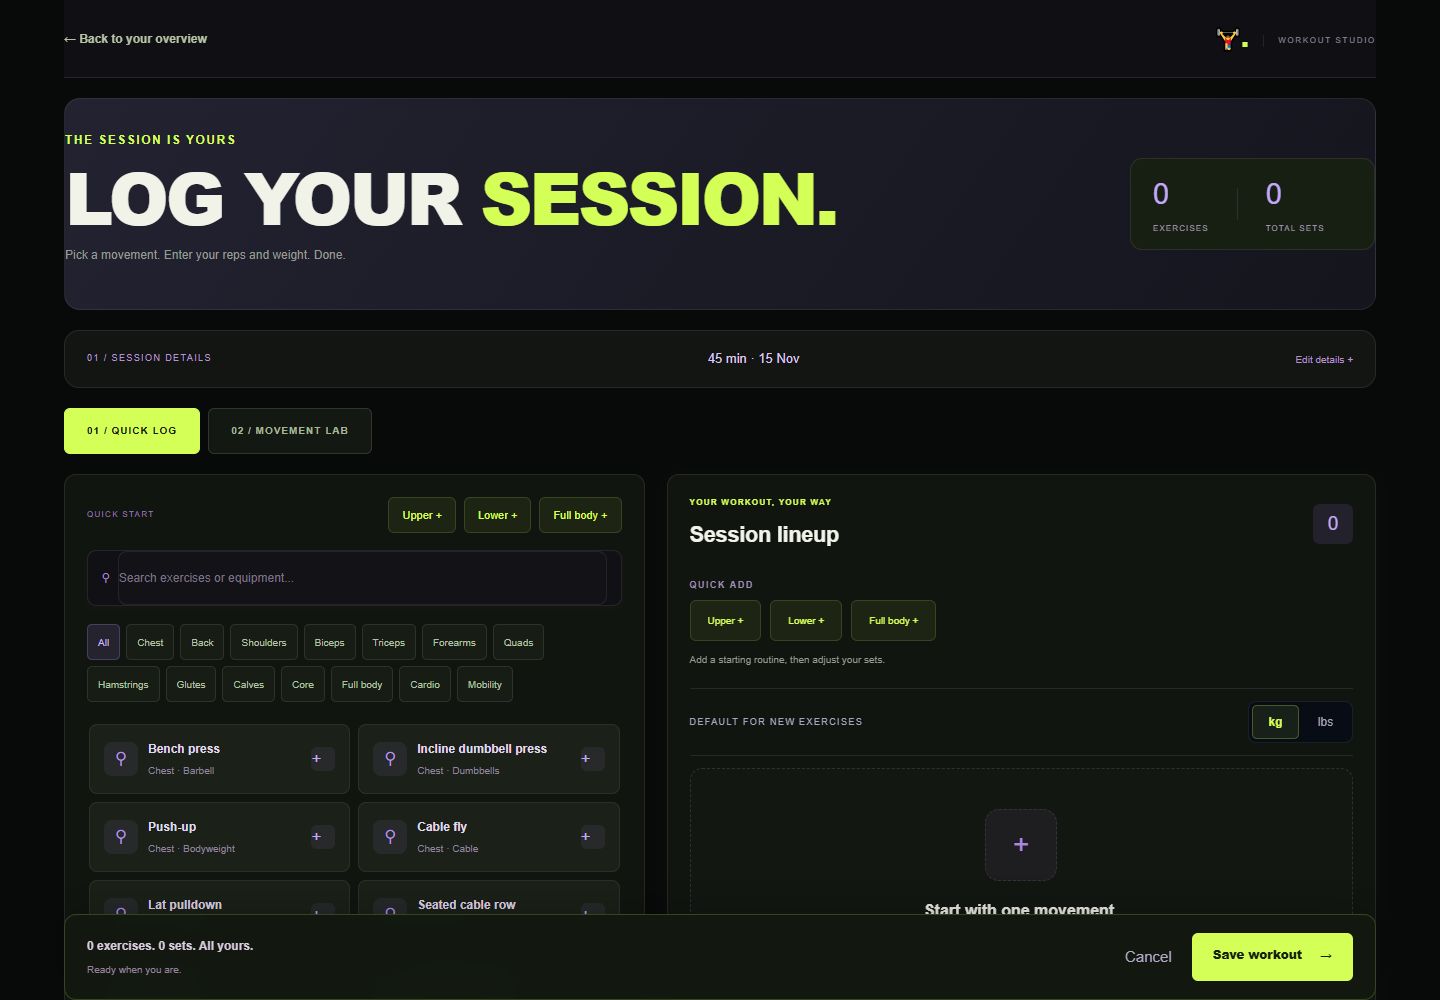 ← Back to your overview
WORKOUT STUDIO
THE SESSION IS YOURS
LOG YOUR SESSION.
Pick a movement. Enter your reps and weight. Done.
0 0
EXERCISES TOTAL SETS
01 / SESSION DETAILS
45 min · 15 Nov
Edit details +
01 / QUICK LOG
02 / MOVEMENT LAB
QUICK START
Upper +
Lower +
Full body +
Search exercises or equipment...
All Chest Back Shoulders Biceps Triceps Forearms Quads
Hamstrings Glutes Calves Core Full body Cardio Mobility
Bench press
Chest · Barbell
+
Incline dumbbell press
Chest · Dumbbells
+
Push-up
Chest · Bodyweight
+
Cable fly
Chest · Cable
+
Lat pulldown
Seated cable row
YOUR WORKOUT, YOUR WAY
Session lineup
0
QUICK ADD
Upper +
Lower +
Full body +
Add a starting routine, then adjust your sets.
DEFAULT FOR NEW EXERCISES
kg lbs
+
Start with one movement
0 exercises. 0 sets. All yours.
Ready when you are.
Cancel
Save workout →